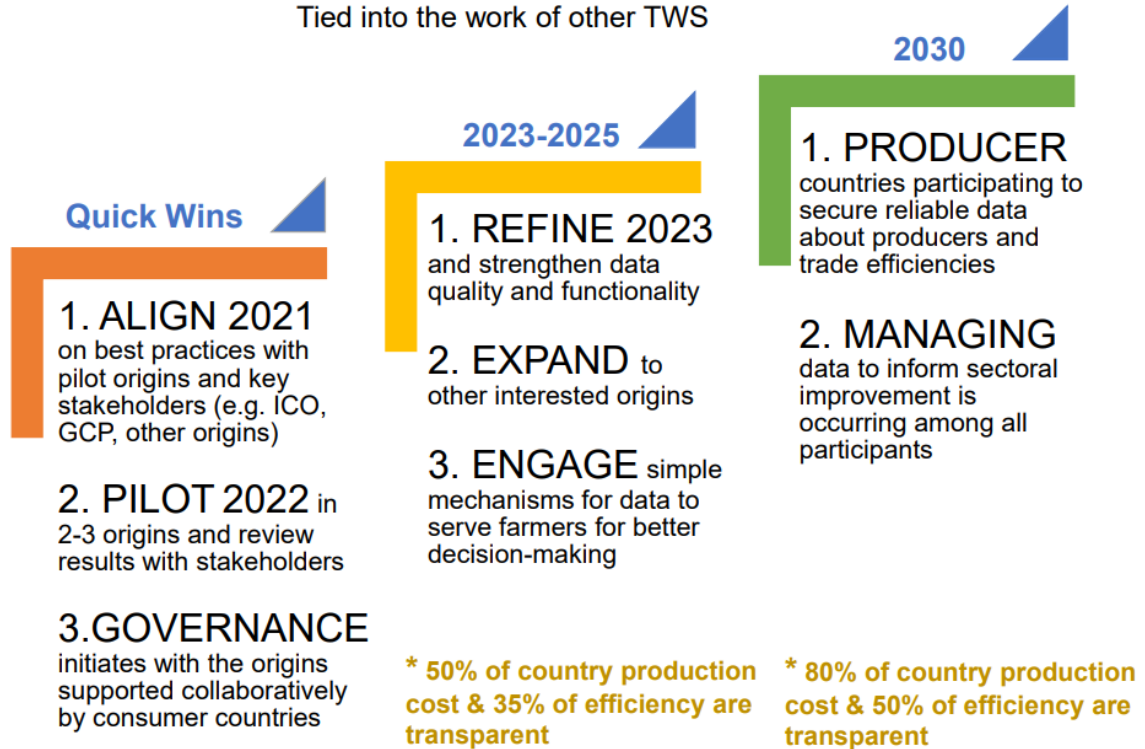 Tied into the work of other TWS
Quick Wins
1. ALIGN 2021
on best practices with
pilot origins and key
stakeholders (e.g. ICO,
GCP, other origins)
2. PILOT 2022 in
2-3 origins and review
results with stakeholders
3.GOVERNANCE
initiates with the origins
supported collaboratively
by consumer countries
2023-2025
1. REFINE 2023
and strengthen data
quality and functionality
2. EXPAND to
other interested origins
3. ENGAGE simple
mechanisms for data to
serve farmers for better
decision-making
* 50% of country production
cost & 35% of efficiency are
transparent
2030
1. PRODUCER
countries participating to
secure reliable data
about producers and
trade efficiencies
2. MANAGING
data to inform sectoral
improvement is
occurring among all
participants
* 80% of country production
cost & 50% of efficiency are
transparent